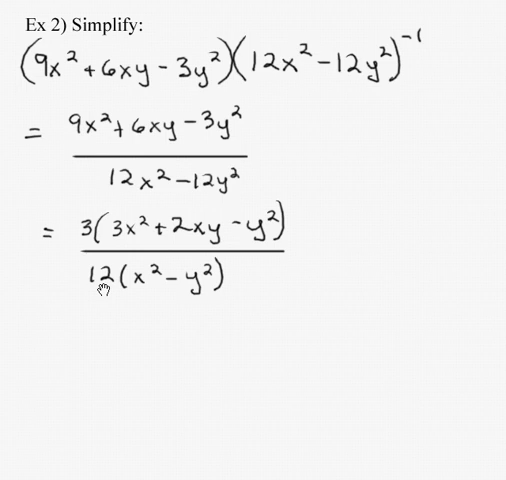 Ex 2) Simplify:
(9x² + 6xy - 3y²)(12x² - 12y²)⁻¹
= 9x² + 6xy - 3y²
12x² - 12y²
= 3(3x² + 2xy - y²)
12(x² - y²)